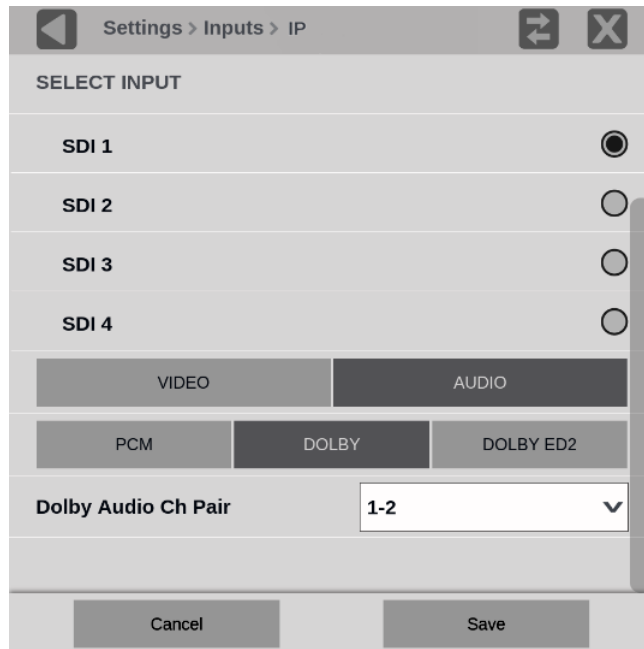 Settings > Inputs > IP
SELECT INPUT
SDI 1
SDI 2
SDI 3
SDI 4
VIDEO AUDIO
PCM DOLBY DOLBY ED2
Dolby Audio Ch Pair 1-2
Cancel Save